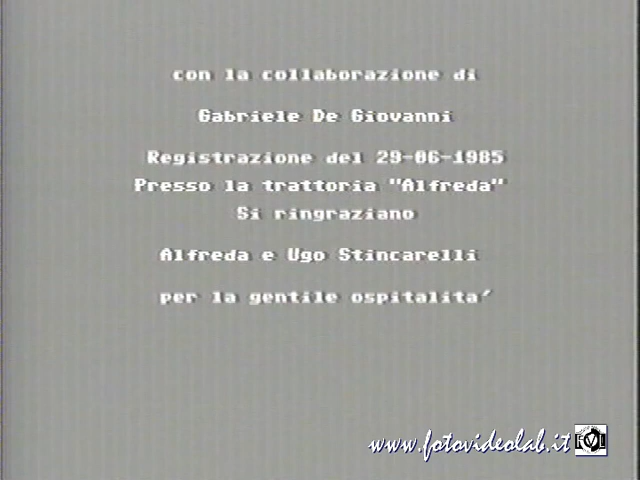 con la collaborazione di
Gabriele De Giovanni
Registrazione del 29-06-1985
Presso la trattoria "Alfreda"
Si ringraziano
Alfreda e Ugo Stincarelli
per la gentile ospitalita'
www.fotovideolab.it FVL